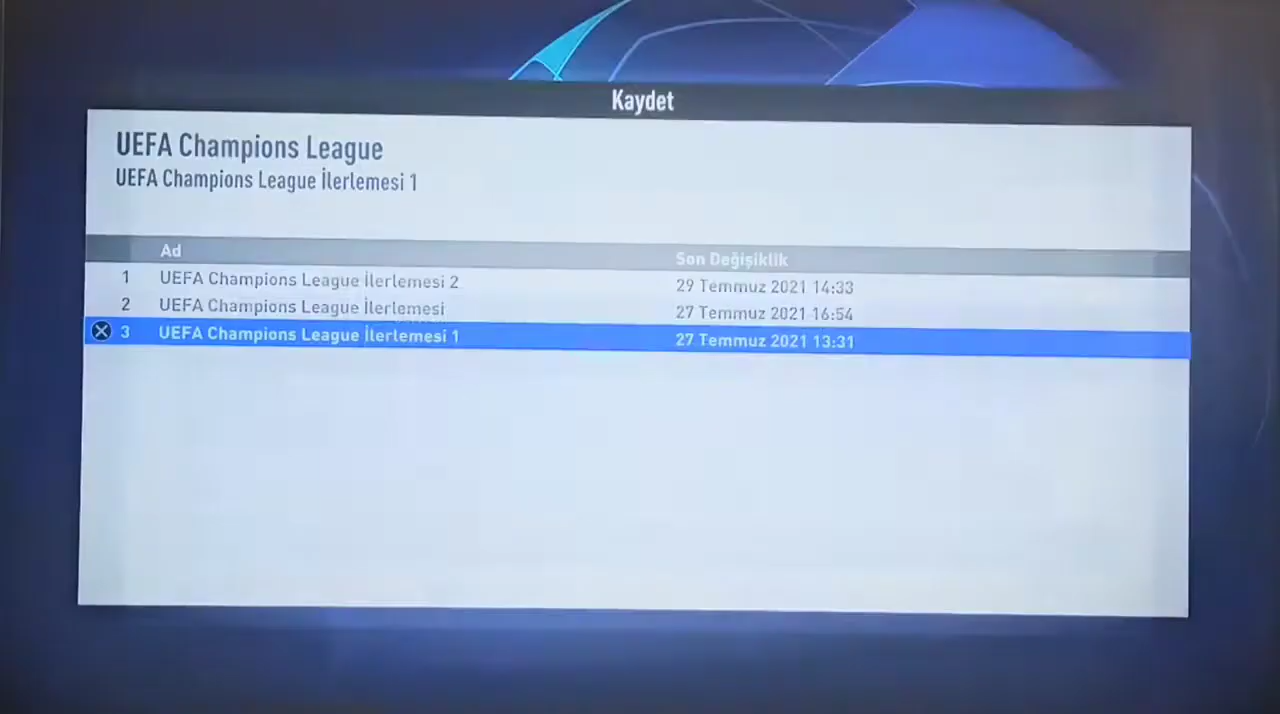 Kaydet
UEFA Champions League
UEFA Champions League İlerlemesi 1
Ad Son Değişiklik
1 UEFA Champions League İlerlemesi 2 29 Temmuz 2021 14:33
2 UEFA Champions League İlerlemesi 27 Temmuz 2021 16:54
3 UEFA Champions League İlerlemesi 1 27 Temmuz 2021 13:31